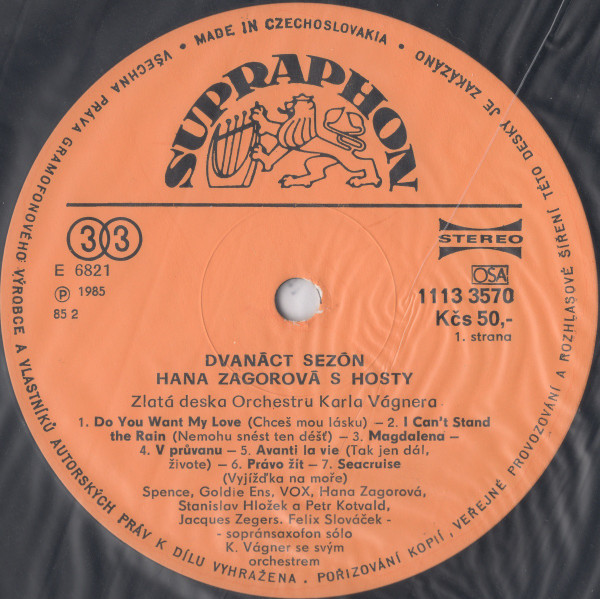 • MADE IN CZECHOSLOVAKIA •
VŠECHNA PRÁVA GRAMOFONOVÉHO VÝROBCE A VLASTNÍKŮ AUTORSKÝCH PRÁV K DÍLU VYHRAŽENA. POŘIZOVÁNÍ KOPIÍ, VEŘEJNÉ PROVOZOVÁNÍ A ROZHLASOVÉ ŠÍŘENÍ TÉTO DESKY JE ZAKÁZÁNO
SUPRAPHON
33
STEREO
E 6821
OSA
Ⓟ 1985
1113 3570
85 2
Kčs 50,-
1. strana
DVANÁCT SEZÓN
HANA ZAGOROVÁ S HOSTY
Zlatá deska Orchestru Karla Vágnera
1. Do You Want My Love (Chceš mou lásku) – 2. I Can't Stand
the Rain (Nemohu snést ten déšť) – 3. Magdalena –
4. V průvanu – 5. Avanti la vie (Tak jen dál,
živote) – 6. Právo žít – 7. Seacruise
(Vyjížďka na moře)
Spence, Goldie Ens, VOX, Hana Zagorová,
Stanislav Hložek a Petr Kotvald,
Jacques Zegers. Felix Slováček -
- sopránsaxofon sólo
K. Vágner se svým
orchestrem